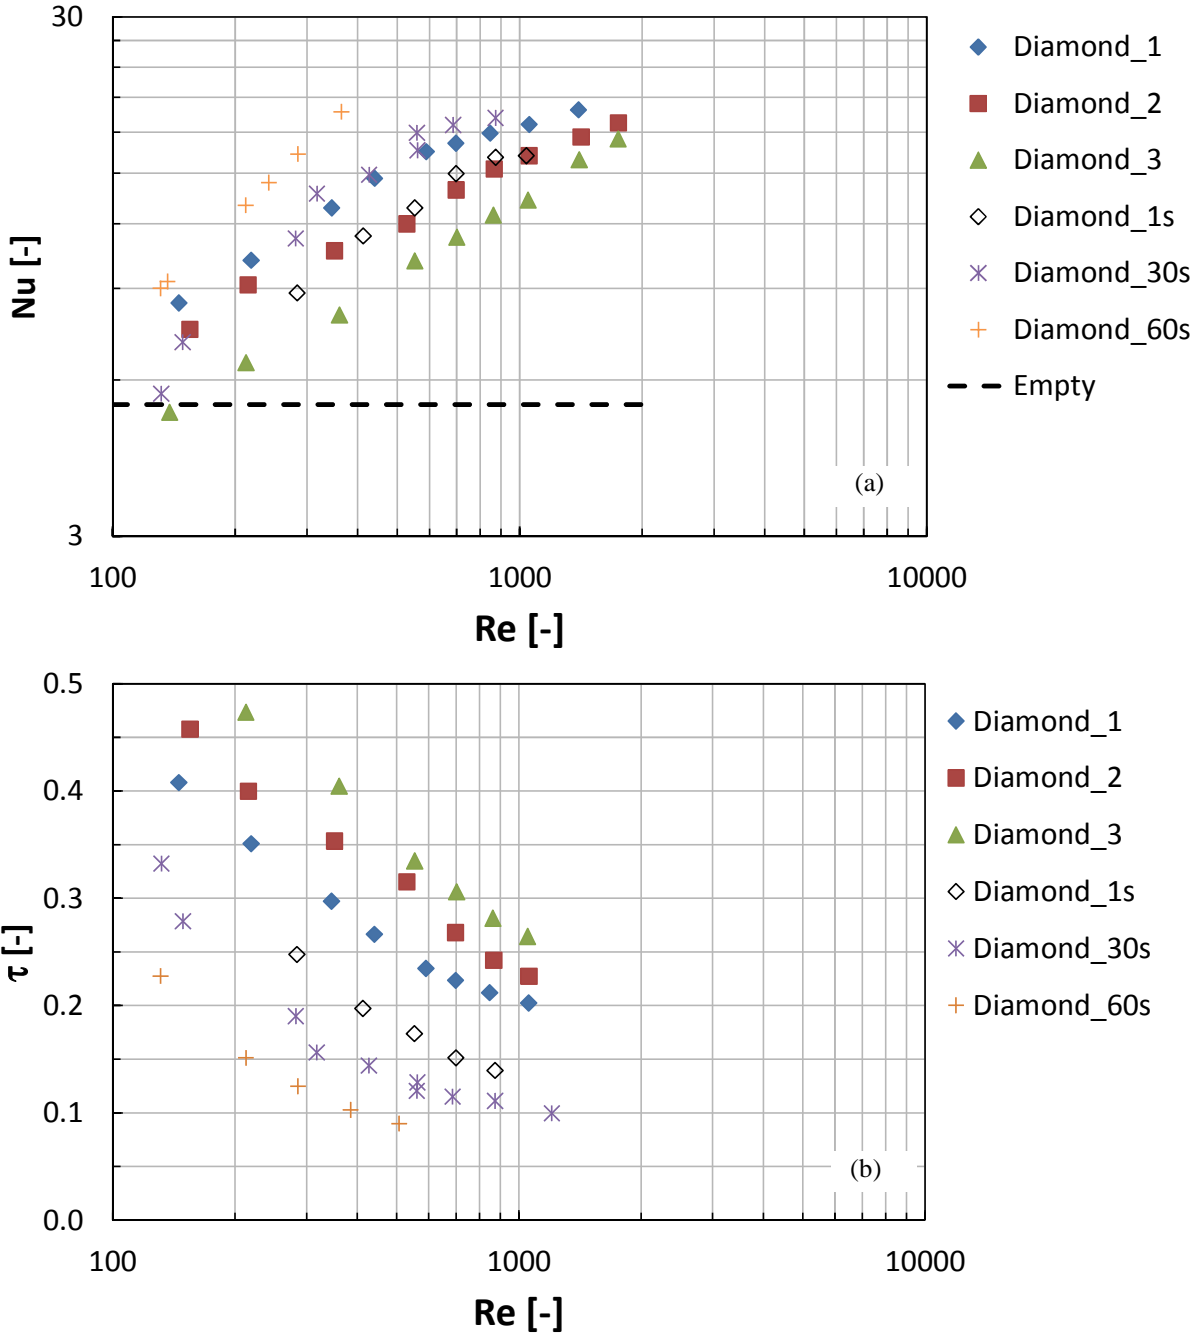 30
Nu [-]
3
100
1000
10000
Re [-]
(a)
Diamond_1
Diamond_2
Diamond_3
Diamond_1s
Diamond_30s
Diamond_60s
Empty
0.5
0.4
0.3
0.2
0.1
0.0
τ [-]
100
1000
10000
Re [-]
(b)
Diamond_1
Diamond_2
Diamond_3
Diamond_1s
Diamond_30s
Diamond_60s